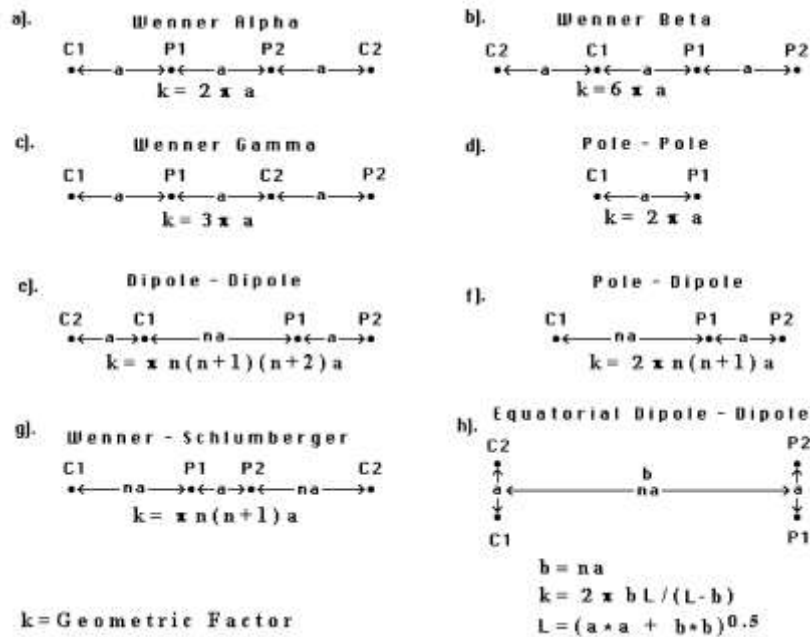 a). Wenner Alpha
C1 P1 P2 C2
a a a
k = 2 π a
b). Wenner Beta
C2 C1 P1 P2
a a a
k=6 π a
c). Wenner Gamma
C1 P1 C2 P2
a a a
k = 3 π a
d). Pole - Pole
C1 P1
a
k = 2 π a
e). Dipole - Dipole
C2 C1 P1 P2
a na a
k = π n(n+1)(n+2)a
f). Pole - Dipole
C1 P1 P2
na a
k = 2 π n(n+1)a
g). Wenner - Schlumberger
C1 P1 P2 C2
na a na
k = π n(n+1)a
h). Equatorial Dipole - Dipole
C2 P2
b
a na a
C1 P1
b = na
k = 2 π b L /(L-b)
L = (a*a + b*b)^0.5
k = Geometric Factor